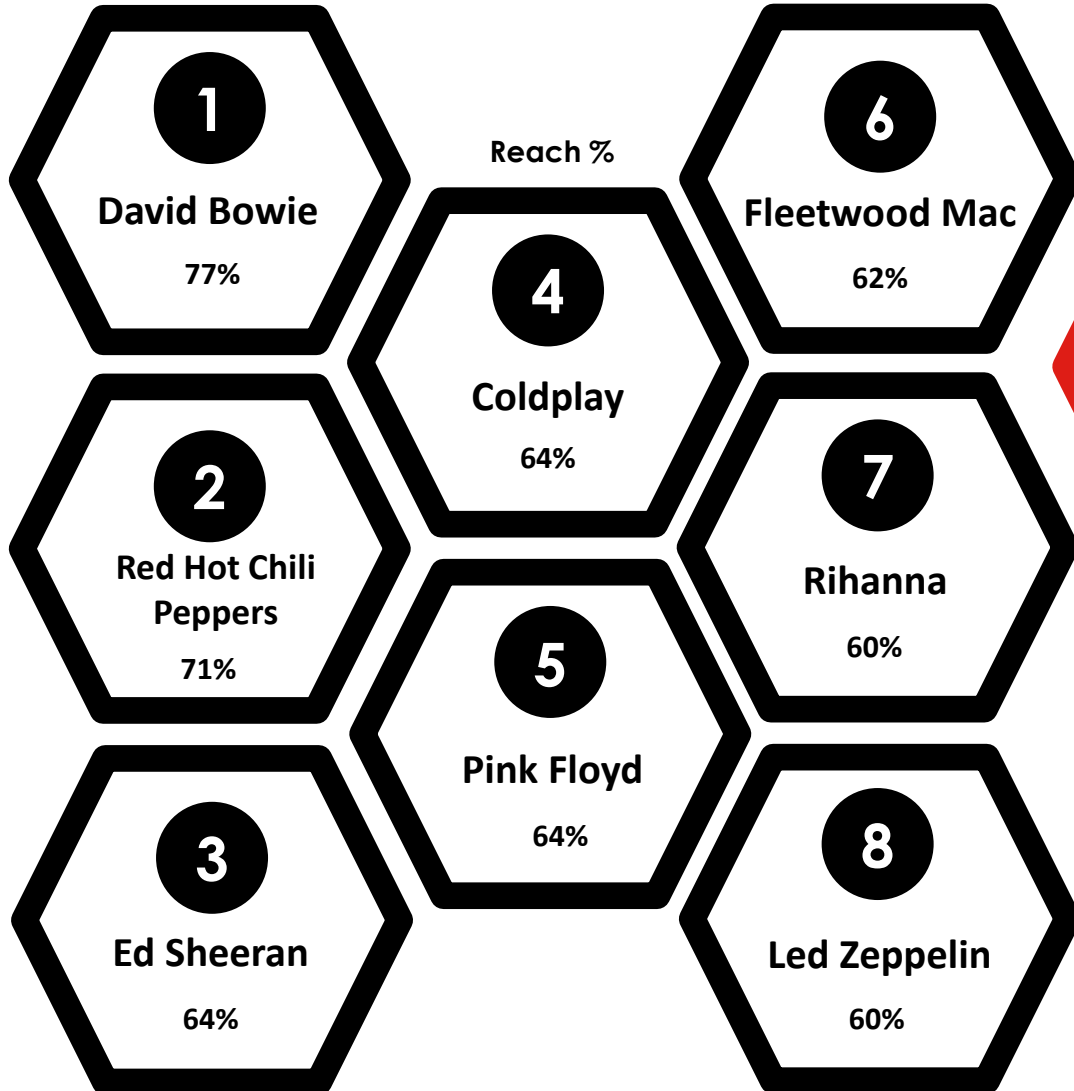 1
David Bowie
77%
2
Red Hot Chili
Peppers
71%
3
Ed Sheeran
64%
Reach %
4
Coldplay
64%
5
Pink Floyd
64%
6
Fleetwood Mac
62%
7
Rihanna
60%
8
Led Zeppelin
60%